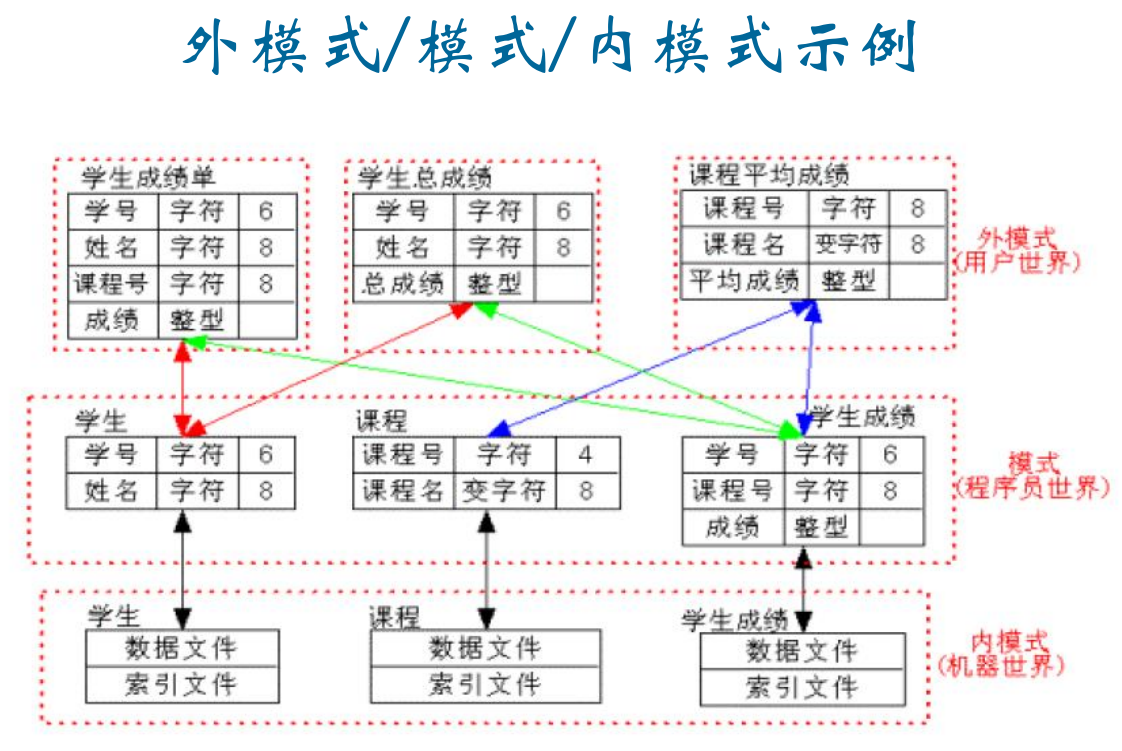 外模式/模式/内模式示例
学生成绩单
学号 字符 6
姓名 字符 8
课程号 字符 8
成绩 整型
学生总成绩
学号 字符 6
姓名 字符 8
总成绩 整型
课程平均成绩
课程号 字符 8
课程名 变字符 8
平均成绩 整型
外模式
(用户世界)
学生
学号 字符 6
姓名 字符 8
课程
课程号 字符 4
课程名 变字符 8
学生成绩
学号 字符 6
课程号 字符 8
成绩 整型
模式
(程序员世界)
学生
数据文件
索引文件
课程
数据文件
索引文件
学生成绩
数据文件
索引文件
内模式
(机器世界)